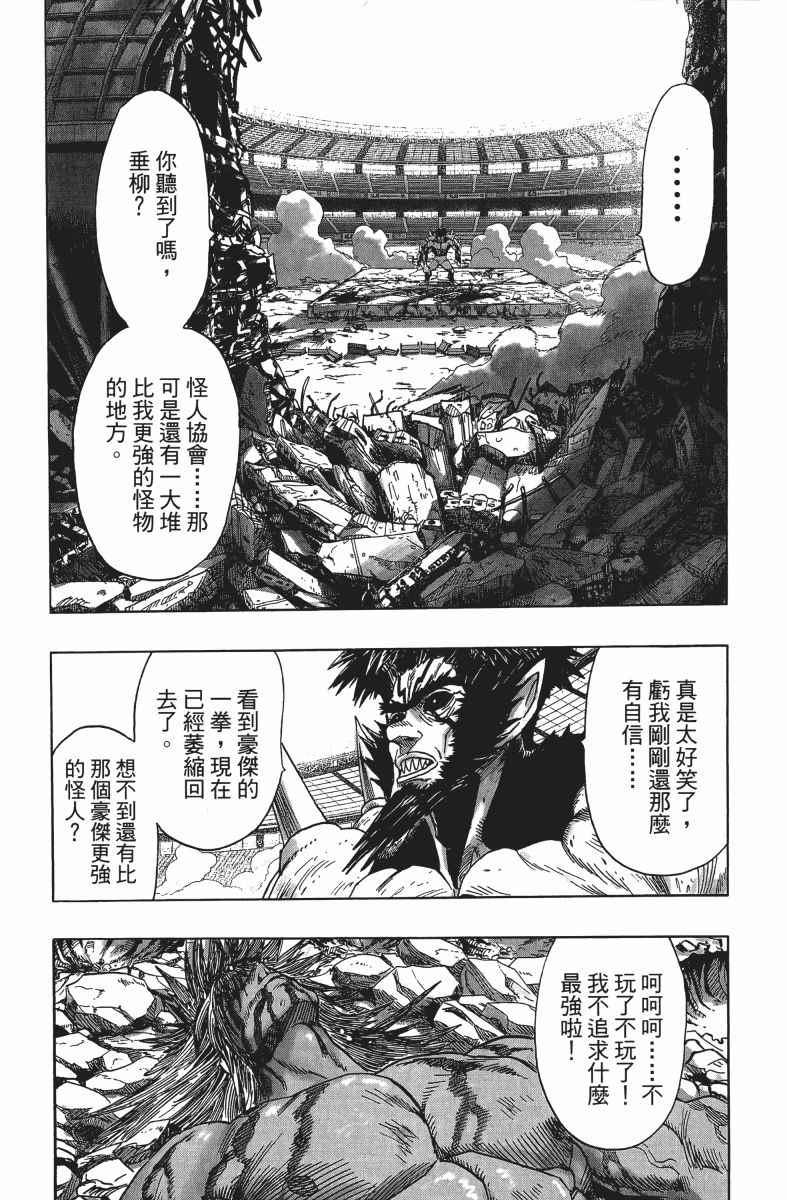 ……
你聽到了嗎，
垂柳？
怪人協會……那
可是還有一大堆
比我更強的怪物
的地方。
真是太好笑了，
虧我剛剛還那麼
有自信……
看到豪傑的
一拳，現在
已經萎縮回
去了。
想不到還有比
那個豪傑更強
的怪人？
呵呵呵……不
玩了不玩了！
我不追求什麼
最強啦！